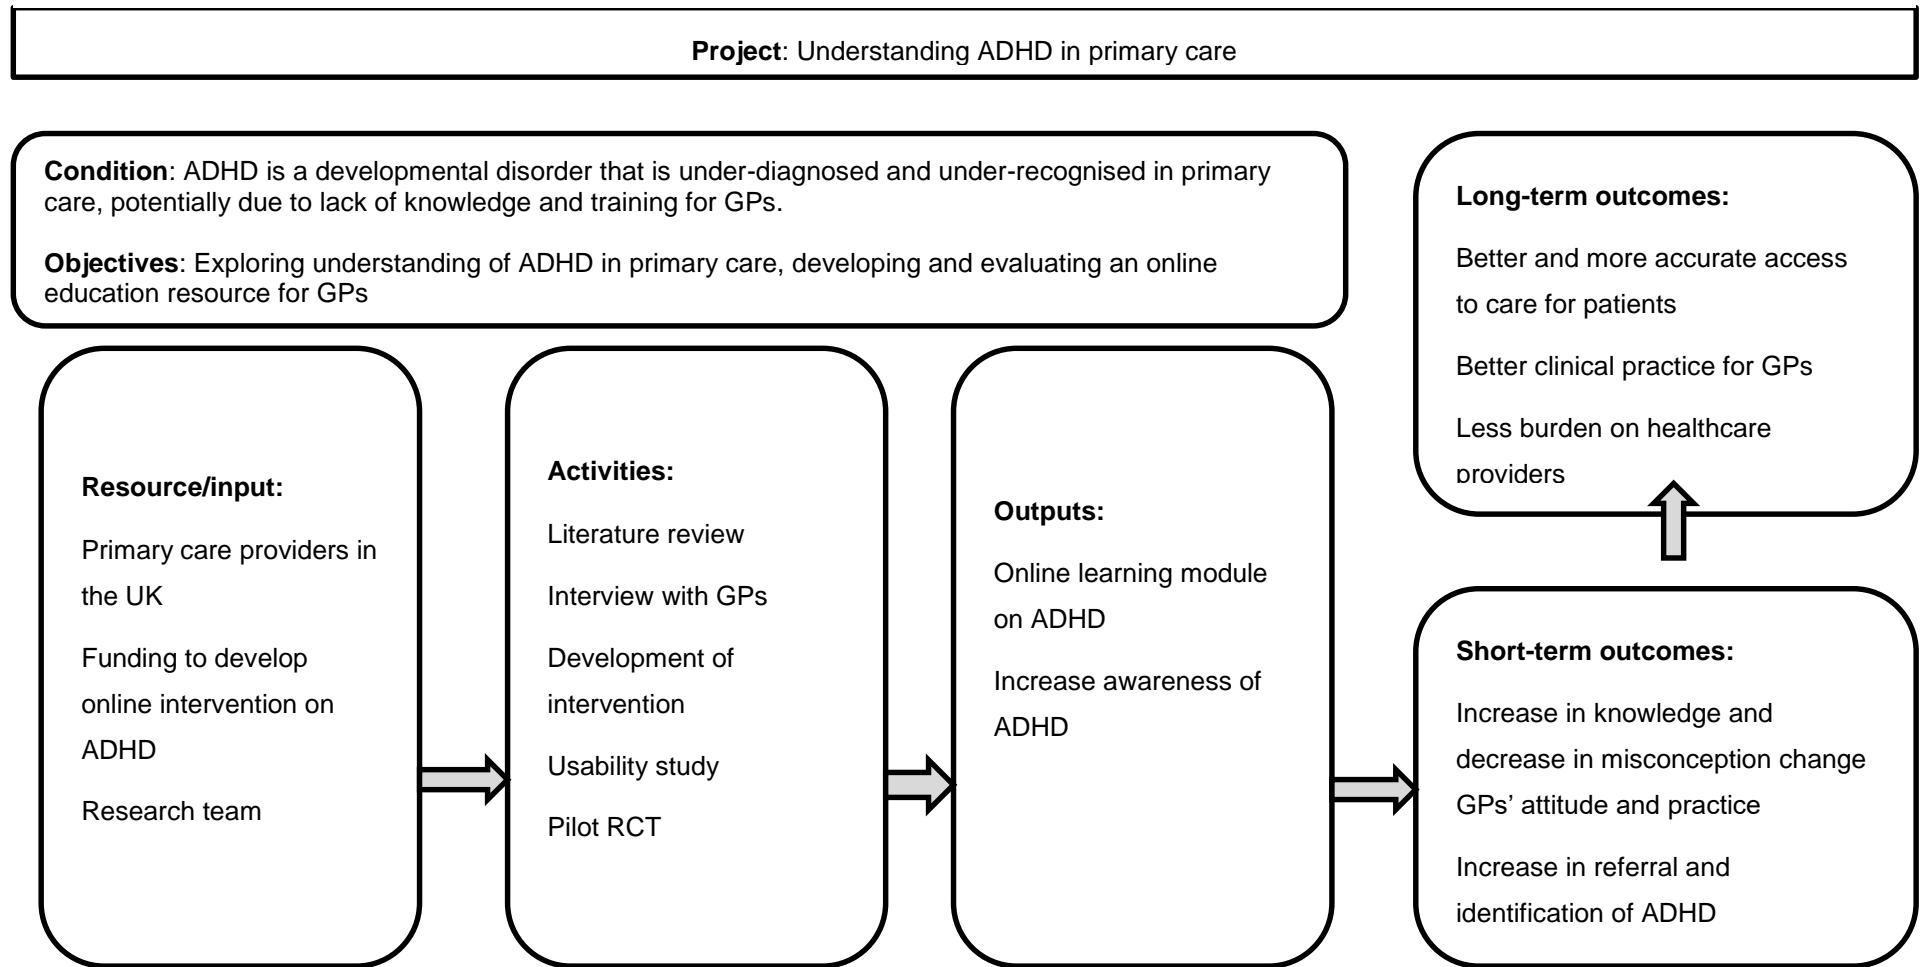 Project: Understanding ADHD in primary care
Condition: ADHD is a developmental disorder that is under-diagnosed and under-recognised in primary
care, potentially due to lack of knowledge and training for GPs.
Objectives: Exploring understanding of ADHD in primary care, developing and evaluating an online
education resource for GPs
Resource/input:
Primary care providers in
the UK
Funding to develop
online intervention on
ADHD
Research team
Activities:
Literature review
Interview with GPs
Development of
intervention
Usability study
Pilot RCT
Outputs:
Online learning module
on ADHD
Increase awareness of
ADHD
Short-term outcomes:
Increase in knowledge and
decrease in misconception change
GPs’ attitude and practice
Increase in referral and
identification of ADHD
Long-term outcomes:
Better and more accurate access
to care for patients
Better clinical practice for GPs
Less burden on healthcare
providers